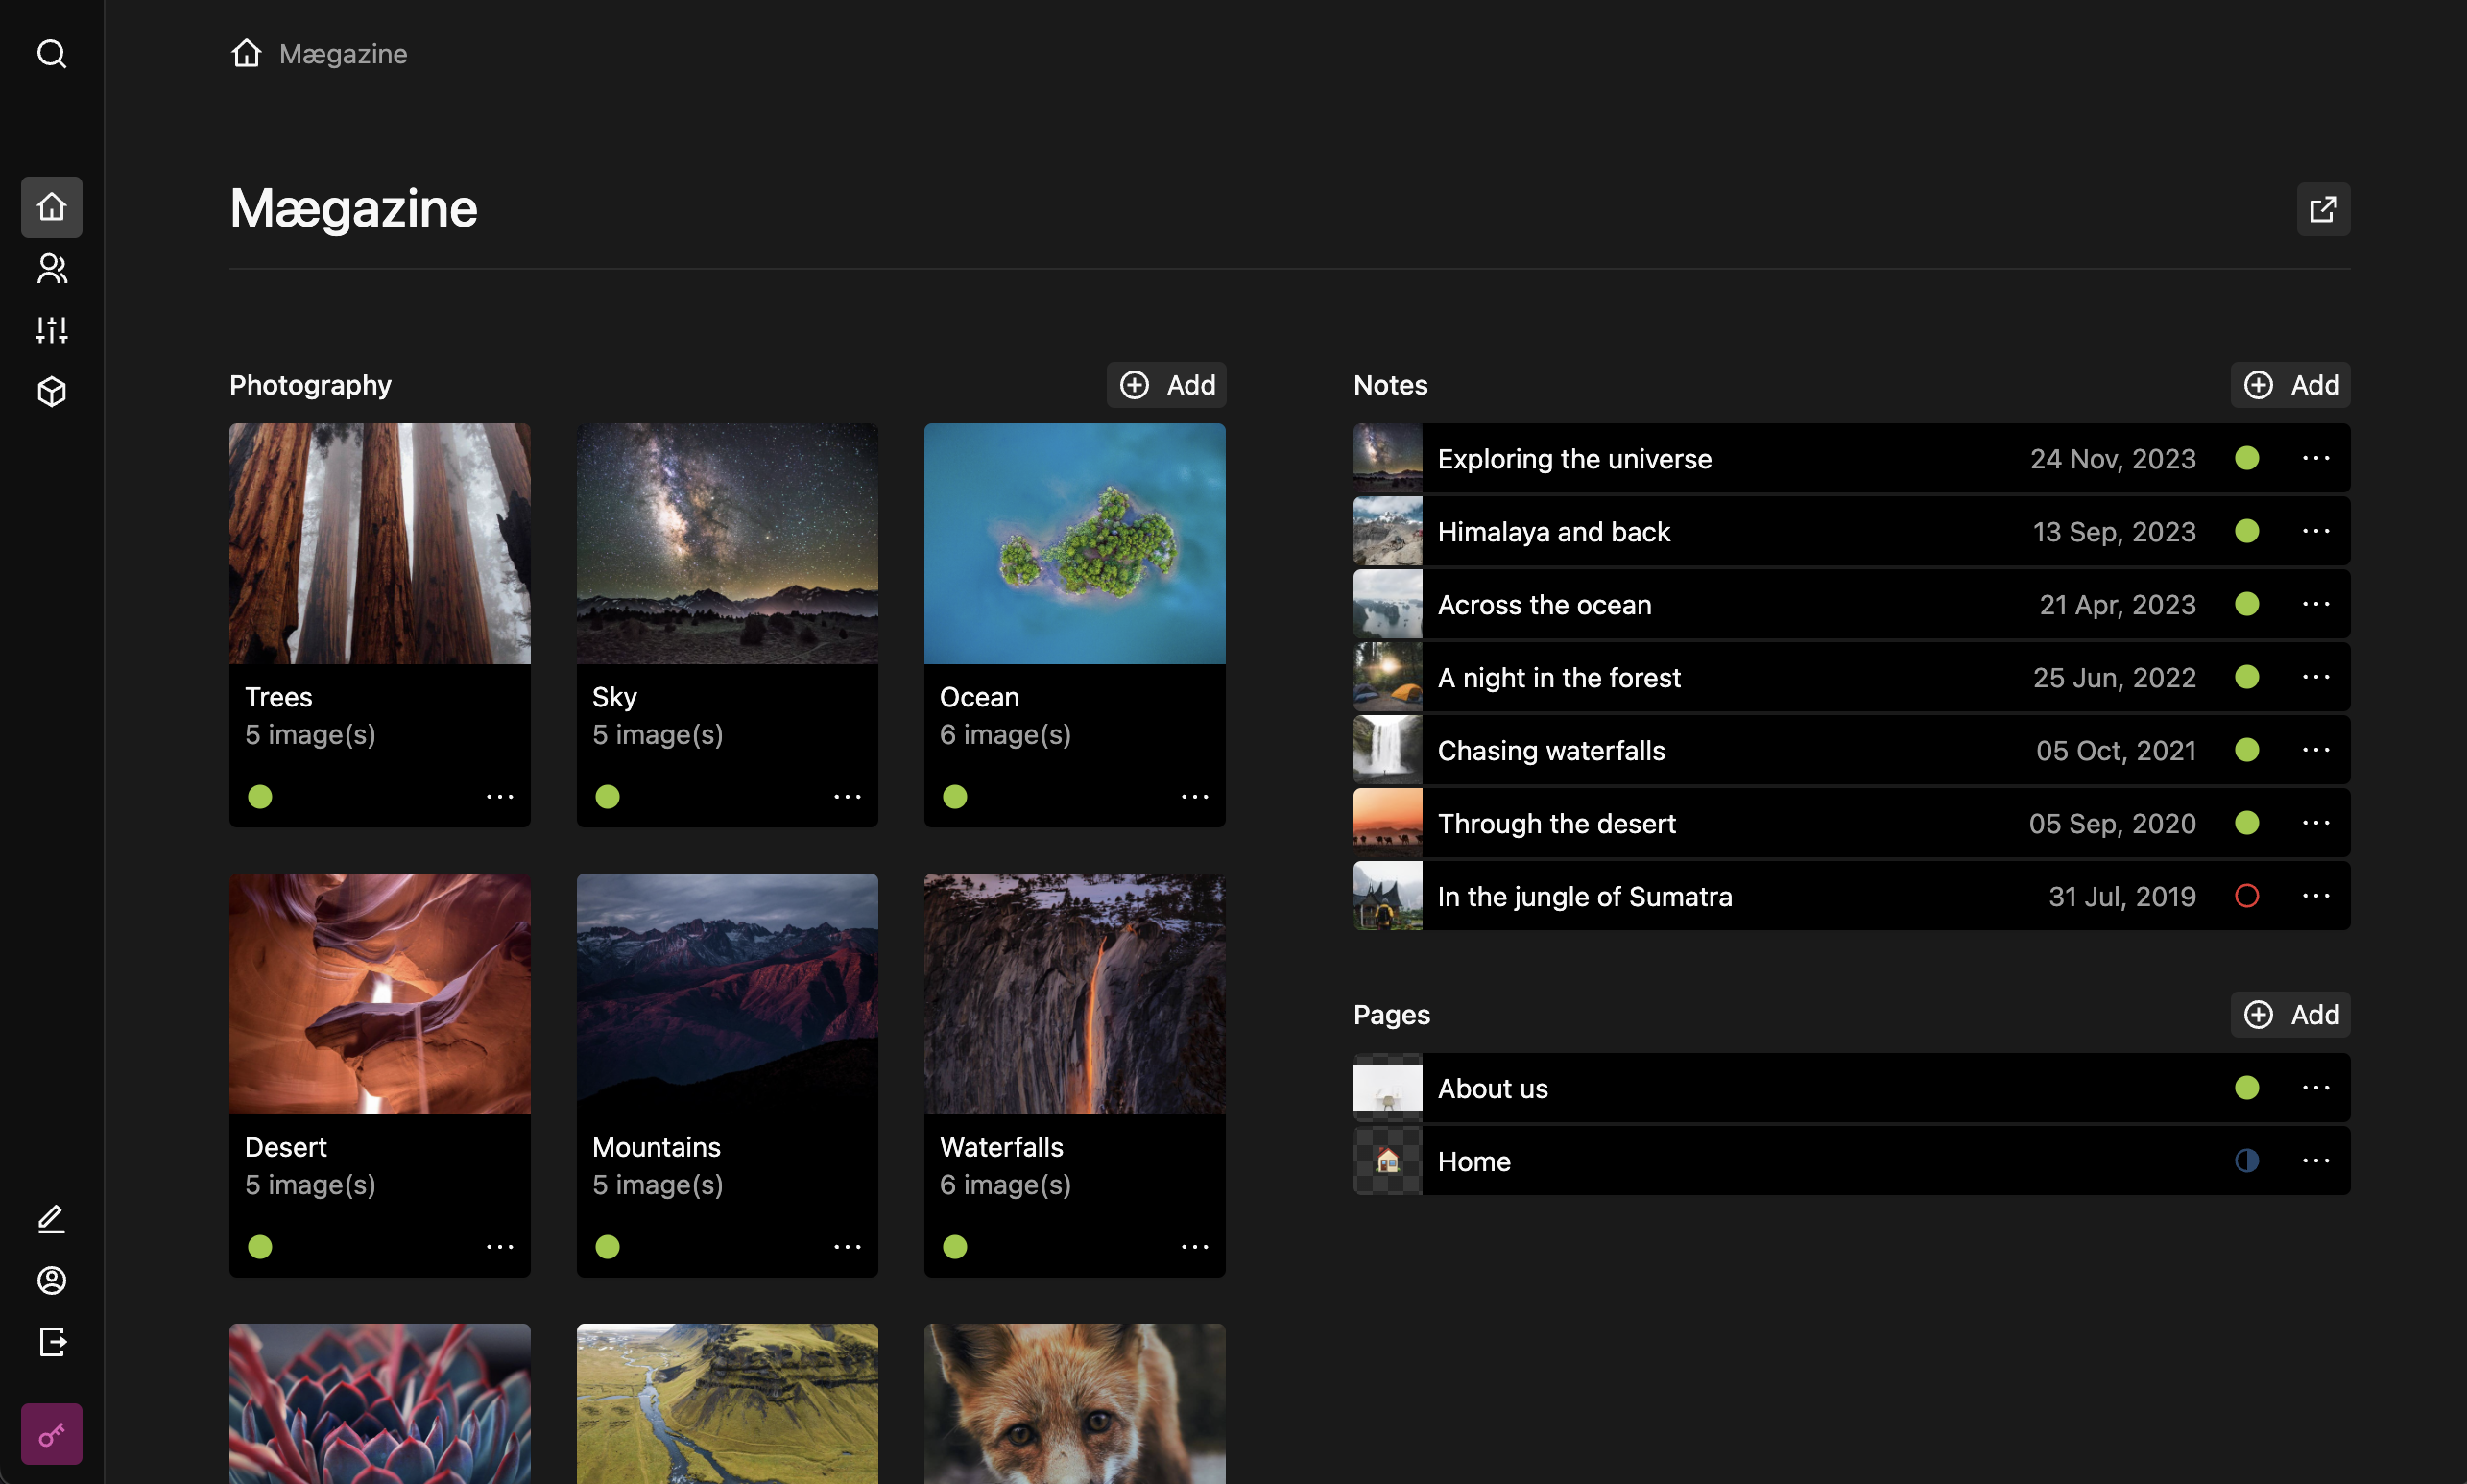 Mægazine
Mægazine
Photography
Add
Trees
5 image(s)
Sky
5 image(s)
Ocean
6 image(s)
Desert
5 image(s)
Mountains
5 image(s)
Waterfalls
6 image(s)
Notes
Add
Exploring the universe 24 Nov, 2023
Himalaya and back 13 Sep, 2023
Across the ocean 21 Apr, 2023
A night in the forest 25 Jun, 2022
Chasing waterfalls 05 Oct, 2021
Through the desert 05 Sep, 2020
In the jungle of Sumatra 31 Jul, 2019
Pages
Add
About us
Home